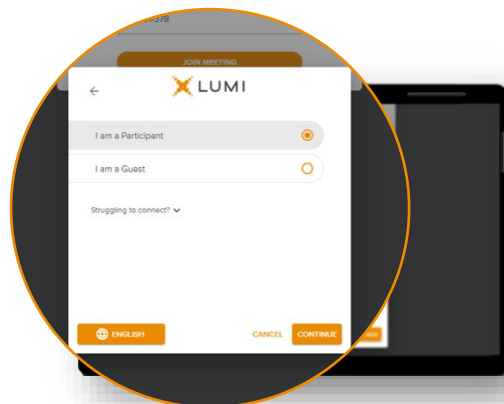 JOIN MEETING
LUMI
I am a Participant
I am a Guest
Struggling to connect?
ENGLISH
CANCEL
CONTINUE